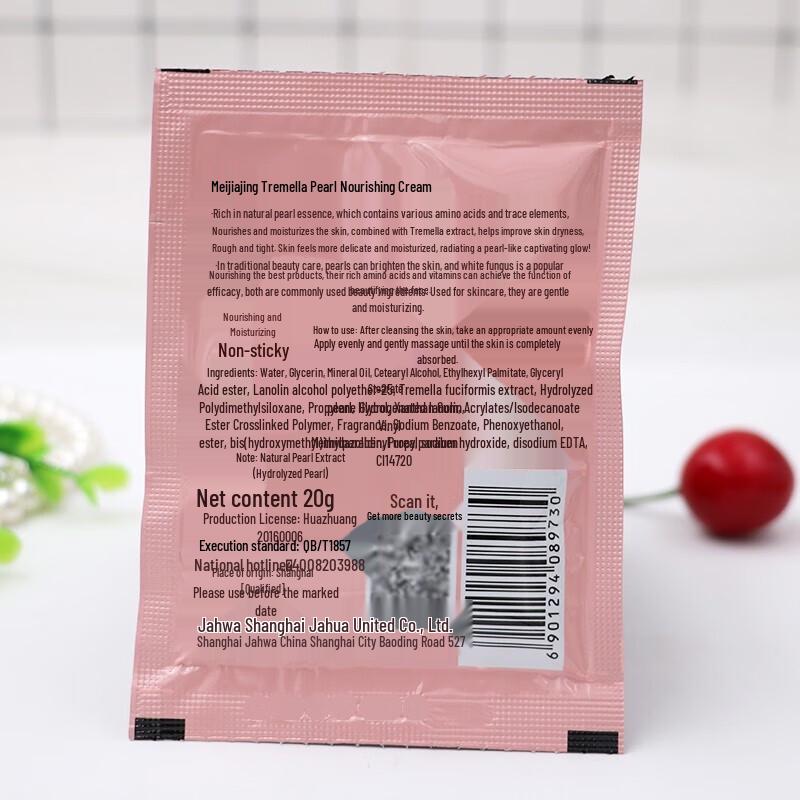 Meijiajing Tremella Pearl Nourishing Cream
·Rich in natural pearl essence, which contains various amino acids and trace elements,
Nourishes and moisturizes the skin, combined with Tremella extract, helps improve skin dryness,
Rough and tight. Skin feels more delicate and moisturized, radiating a pearl-like captivating glow!
·In traditional beauty care, pearls can brighten the skin, and white fungus is a popular
Nourishing the best products, their rich amino acids and vitamins can achieve the function of
beautifying the face.
efficacy, both are commonly used beauty ingredients. Used for skincare, they are gentle
and moisturizing.
Nourishing and
Moisturizing
Non-sticky
How to use: After cleansing the skin, take an appropriate amount evenly
Apply evenly and gently massage until the skin is completely
absorbed.
Ingredients: Water, Glycerin, Mineral Oil, Cetearyl Alcohol, Ethylhexyl Palmitate, Glyceryl
Stearate,
Acid ester, Lanolin alcohol polyether-25, Tremella fuciformis extract, Hydrolyzed
Polydimethylsiloxane, Acrylates/Isodecanoate
Vinyl
Ester Crosslinked Polymer, Fragrance, Sodium Benzoate, Phenoxyethanol,
ester, bis(hydroxymethyl) hydroxide, disodium EDTA,
CI14720
Note: Natural Pearl Extract
(Hydrolyzed Pearl)
Net content 20g
Scan it,
Get more beauty secrets
Production License: Huazhuang
20160006
Execution standard: QB/T1857
National hotline: 4008203988
Place of origin: Shanghai
[Qualified]
Please use before the marked
date
Jahwa Shanghai Jahua United Co., Ltd.
Shanghai Jahwa China Shanghai City Baoding Road 527
6 901294 089730